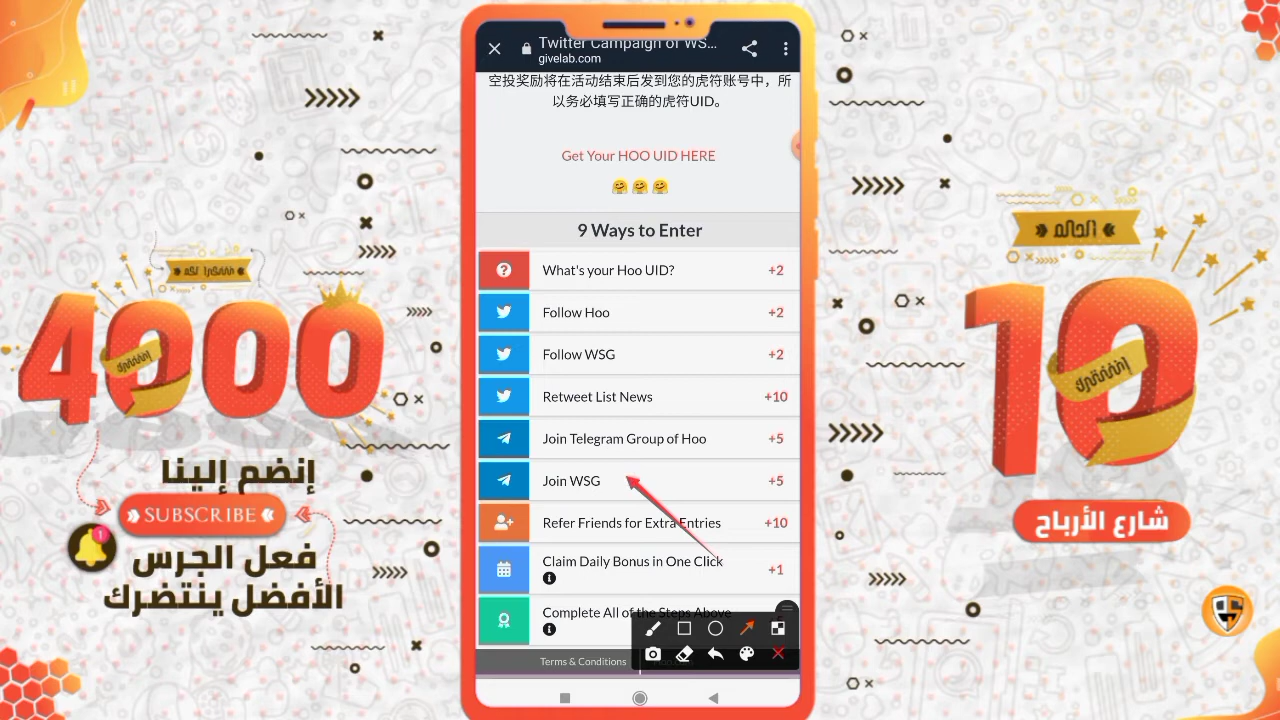 Twitter Campaign of WS...
givelab.com
空投奖励将在活动结束后发到您的虎符账号中，所
以务必填写正确的虎符UID。
Get Your HOO UID HERE
9 Ways to Enter
What's your Hoo UID?
+2
Follow Hoo
+2
Follow WSG
+2
Retweet List News
+10
Join Telegram Group of Hoo
+5
Join WSG
+5
Refer Friends for Extra Entries
+10
Claim Daily Bonus in One Click
+1
Complete All of the Steps Above
Terms & Conditions
4000
إنضم إلينا
SUBSCRIBE
1
فعل الجرس
الأفضل ينتضرك
10
شارع الأرباح